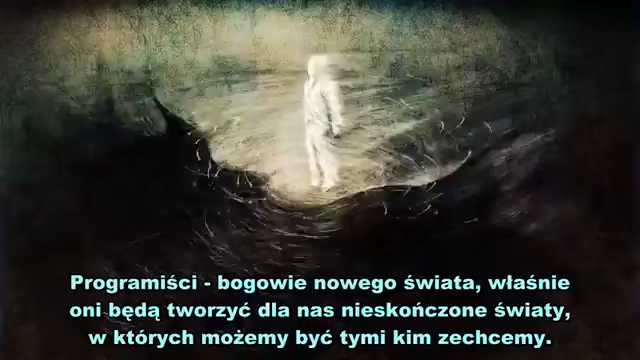 Programiści - bogowie nowego świata, właśnie
oni będą tworzyć dla nas nieskończone światy,
w których możemy być tymi kim zechcemy.